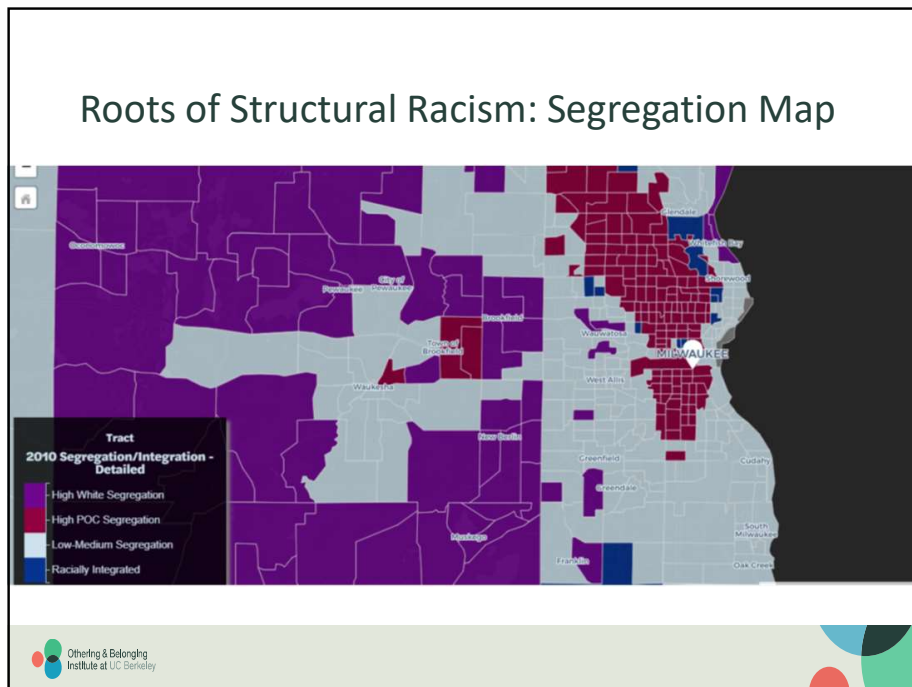 Roots of Structural Racism: Segregation Map
Glendale
Oconomowoc
Whitefish Bay
City of
Pewaukee
Pewaukee
Shorewood
Brookfield
Wauwatosa
Town of
Brookfield
MILWAUKEE
West Allis
Waukesha
New Berlin
Greenfield
Cudahy
Greendale
South
Milwaukee
Muskego
Franklin
Oak Creek
Tract
2010 Segregation/Integration -
Detailed
High White Segregation
High POC Segregation
Low-Medium Segregation
Racially Integrated
Othering & Belonging
Institute at UC Berkeley